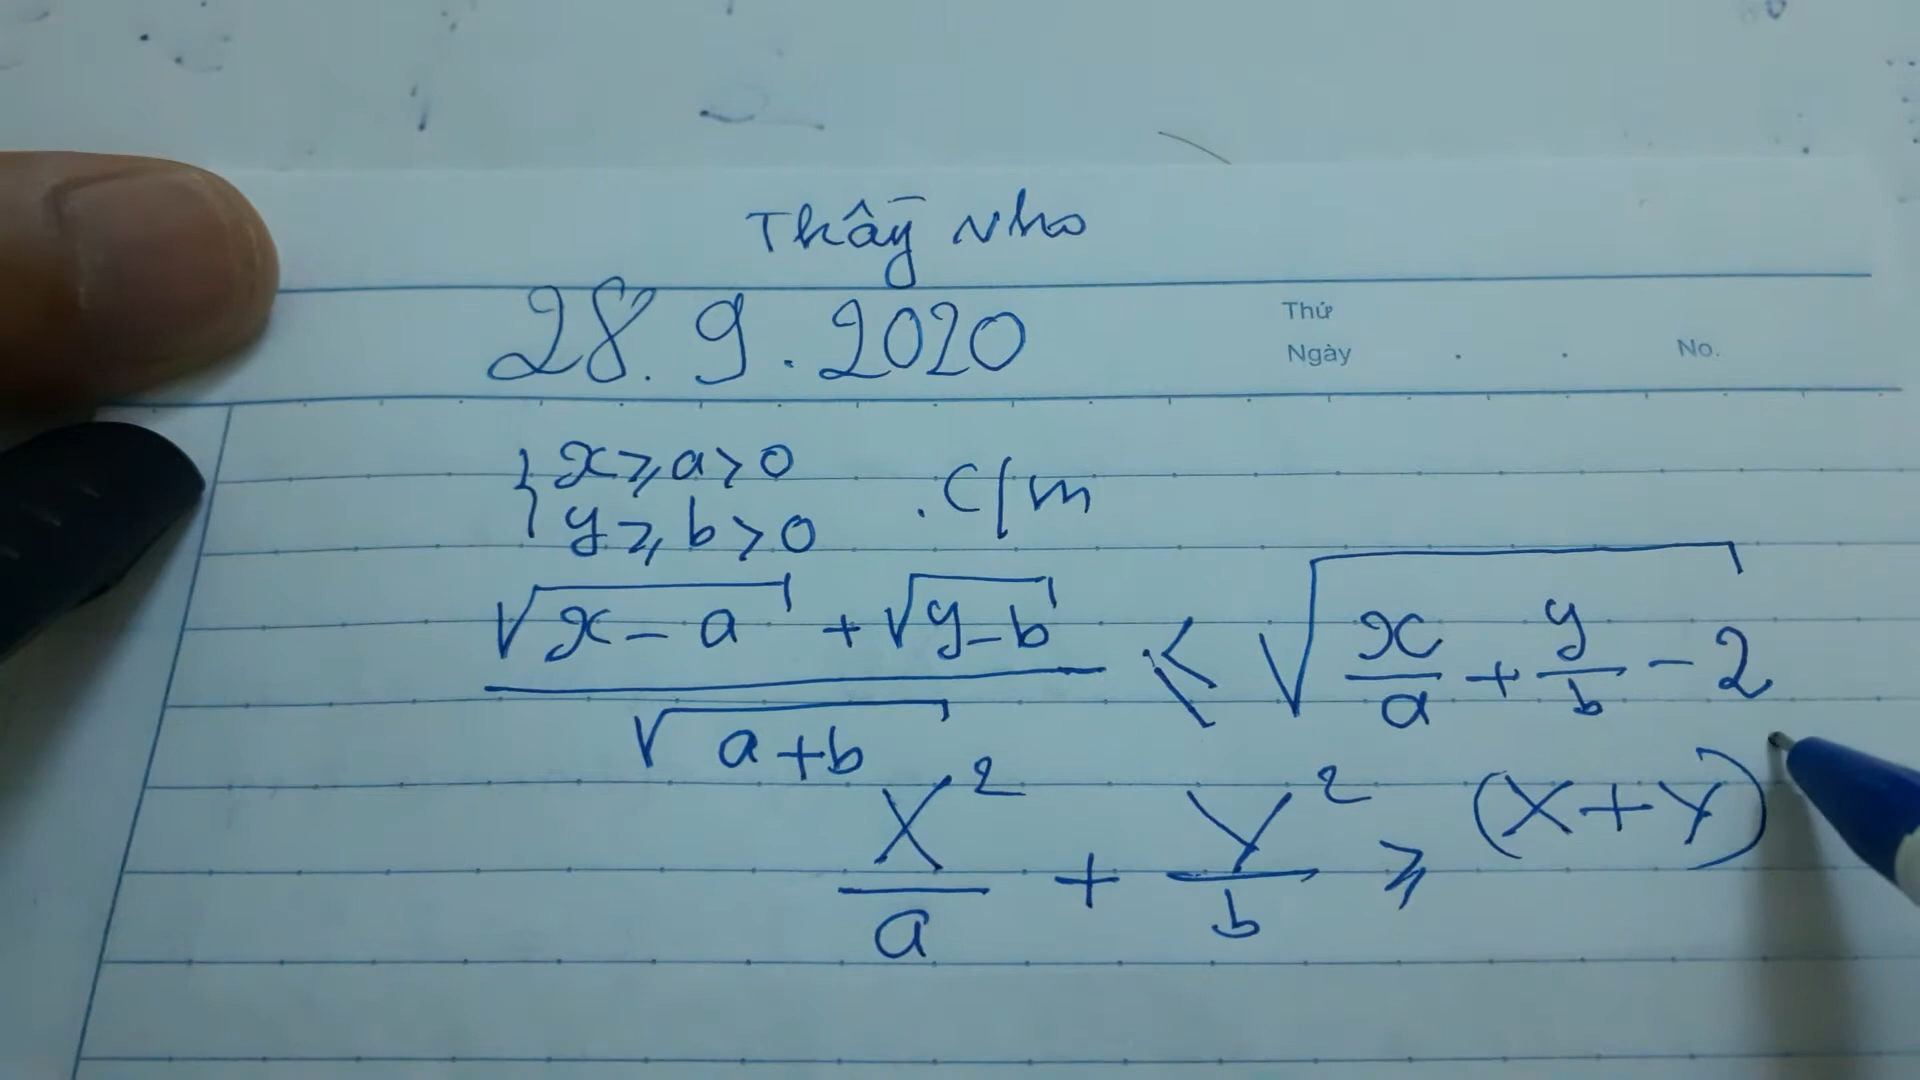 Thầy Nho
28.9.2020
Thứ
Ngày . . No.
{ x ⩾ a > 0
y ⩾ b > 0 . C/m
(√(x - a) + √(y - b)) / √(a + b) ⩽ √(x/a + y/b - 2)
X²/a + Y²/b ⩾ (X + Y)